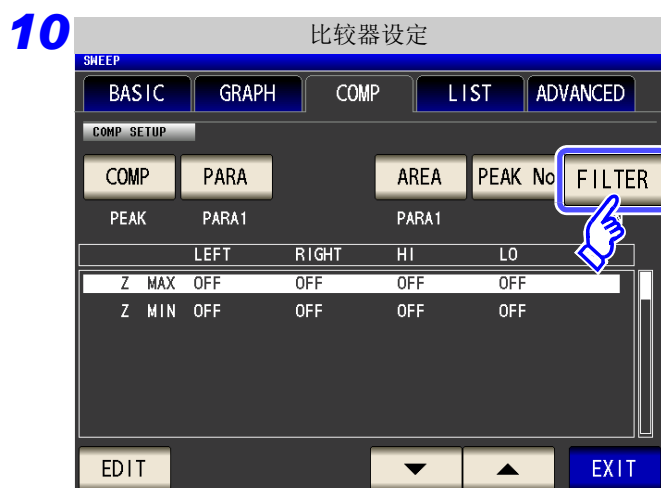 10
比较器设定
SWEEP
BASIC GRAPH COMP LIST ADVANCED
COMP SETUP
COMP PARA AREA PEAK No FILTER
PEAK PARA1 PARA1
LEFT RIGHT HI LO
Z MAX OFF OFF OFF OFF
Z MIN OFF OFF OFF OFF
EDIT ▼ ▲ EXIT